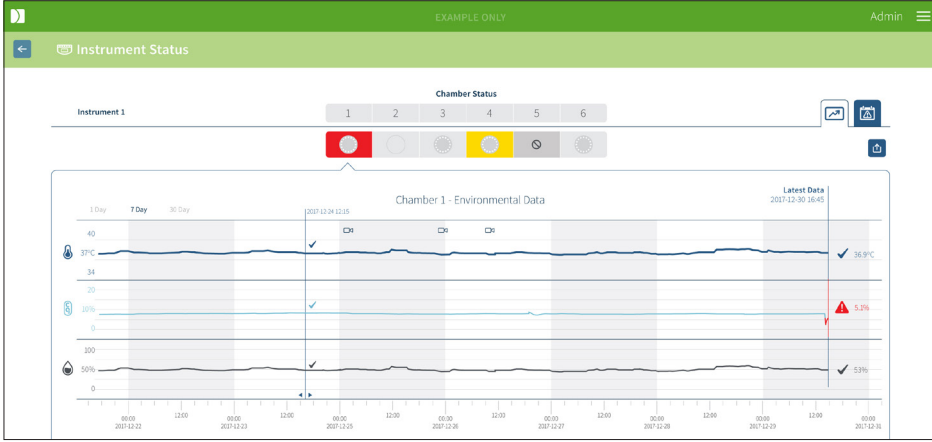 EXAMPLE ONLY
Admin
Instrument Status
Chamber Status
Instrument 1
1 2 3 4 5 6
Latest Data
2017-12-30 16:45
Chamber 1 - Environmental Data
1 Day 7 Day 30 Day
2017-12-24 12:15
40
37°C
36.9°C
34
20
10%
5.1%
0
100
50%
53%
0
00:00 12:00 00:00 12:00 00:00 12:00 00:00 12:00 00:00 12:00 00:00 12:00 00:00 12:00 00:00
2017-12-22 2017-12-23 2017-12-25 2017-12-26 2017-12-27 2017-12-28 2017-12-29 2017-12-31